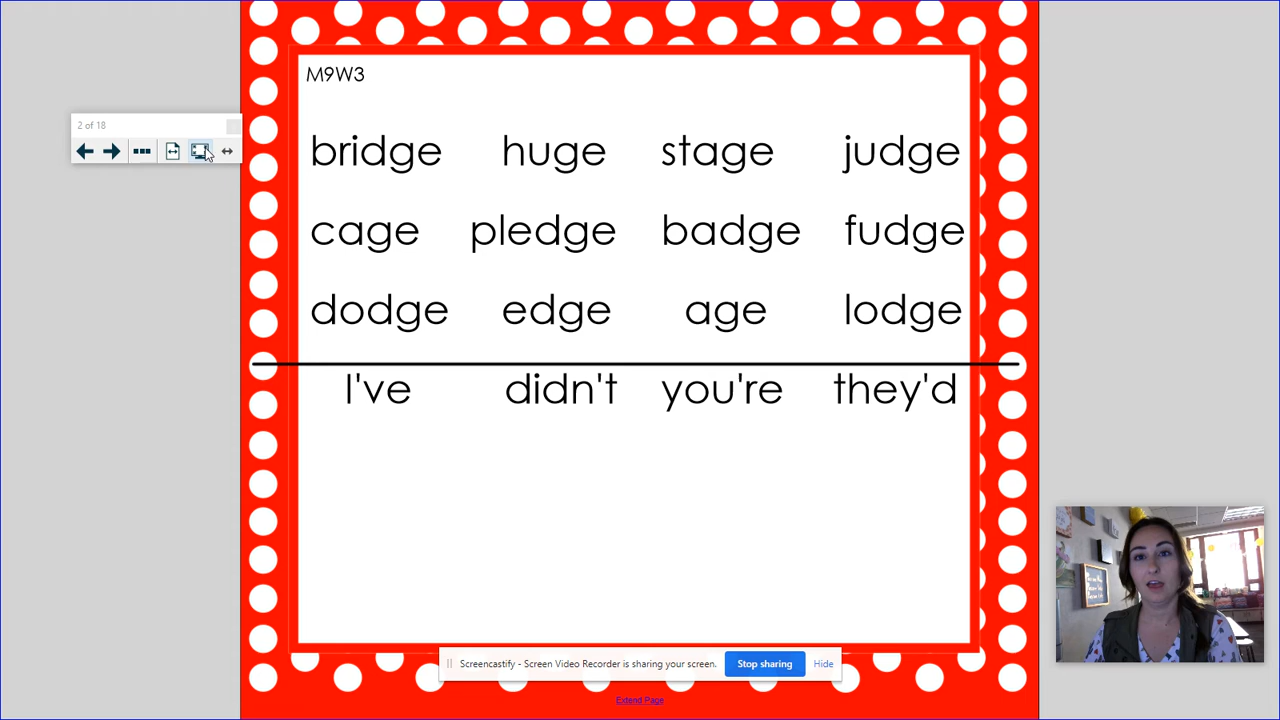 M9W3
2 of 18
bridge huge stage judge
cage pledge badge fudge
dodge edge age lodge
I've didn't you're they'd
Screencastify - Screen Video Recorder is sharing your screen. Stop sharing Hide
Extend Page